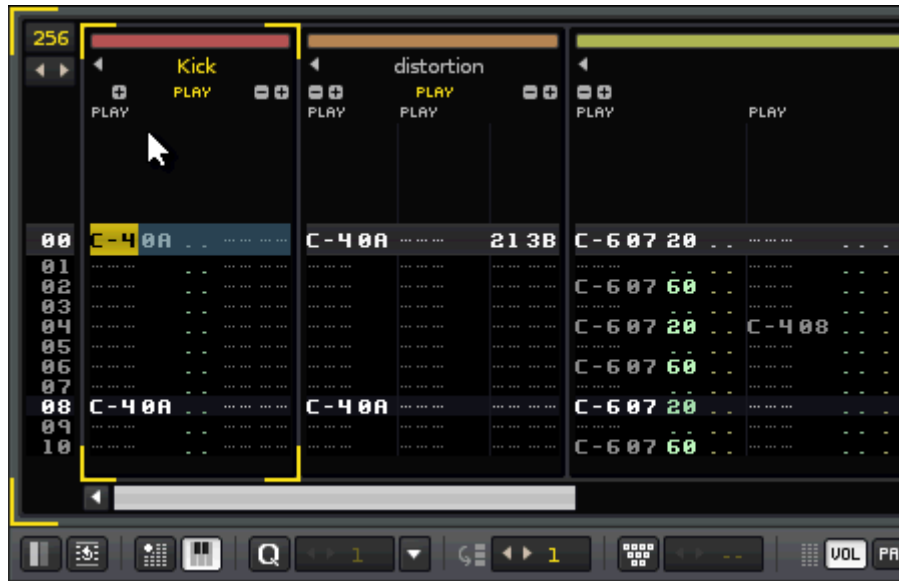 256
Kick distortion
PLAY PLAY
PLAY PLAY PLAY PLAY PLAY
00 C-40A .. C-40A 213B C-60720 ..
01
02 C-60760 ..
03
04 C-60720 .. C-408 ..
05
06 C-60760 ..
07
08 C-40A .. C-40A C-60720 ..
09
10 C-60760 ..
Q 1 1 -- VOL PA